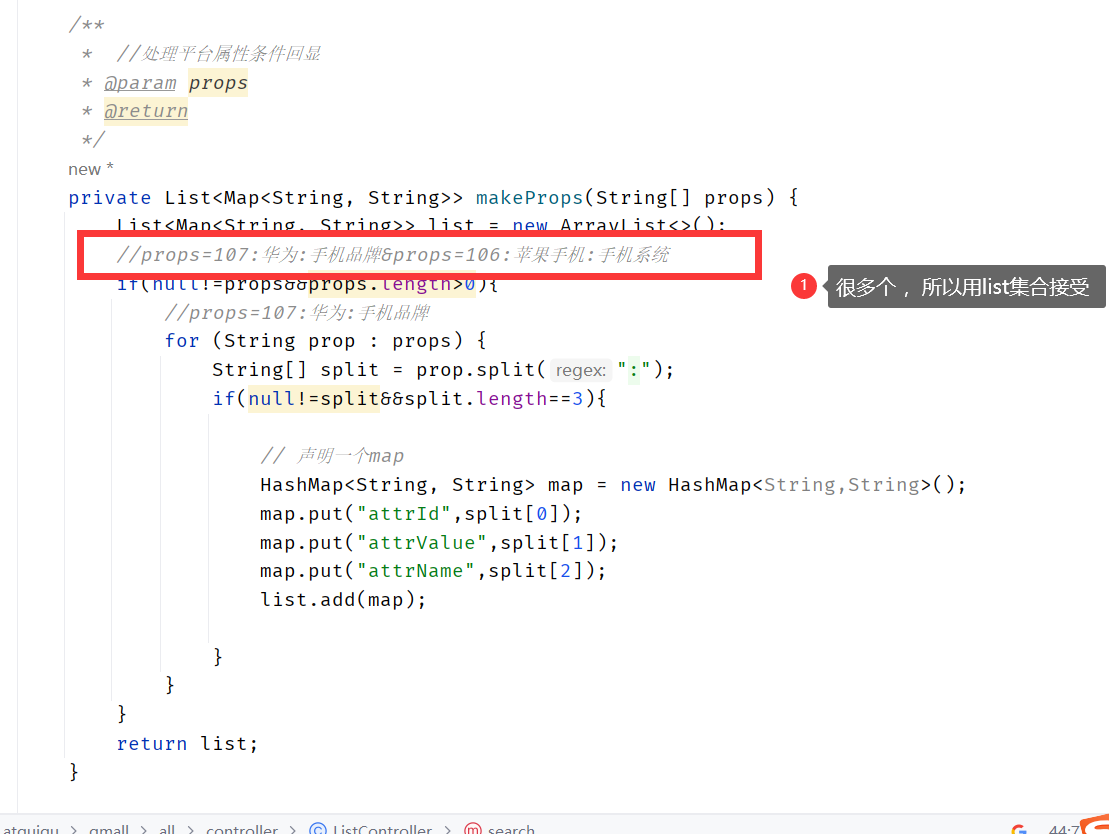 /**
* //处理平台属性条件回显
* @param props
* @return
*/
new *
private List<Map<String, String>> makeProps(String[] props) {
List<Map<String, String>> list = new ArrayList<>();
//props=107:华为:手机品牌&props=106:苹果手机:手机系统
if(null!=props&&props.length>0){
1 很多个，所以用list集合接受
//props=107:华为:手机品牌
for (String prop : props) {
String[] split = prop.split( regex: ":");
if(null!=split&&split.length==3){
// 声明一个map
HashMap<String, String> map = new HashMap<String,String>();
map.put("attrId",split[0]);
map.put("attrValue",split[1]);
map.put("attrName",split[2]);
list.add(map);
}
}
}
return list;
}
atguigu > gmall > all > controller > C ListController > m search 44:7